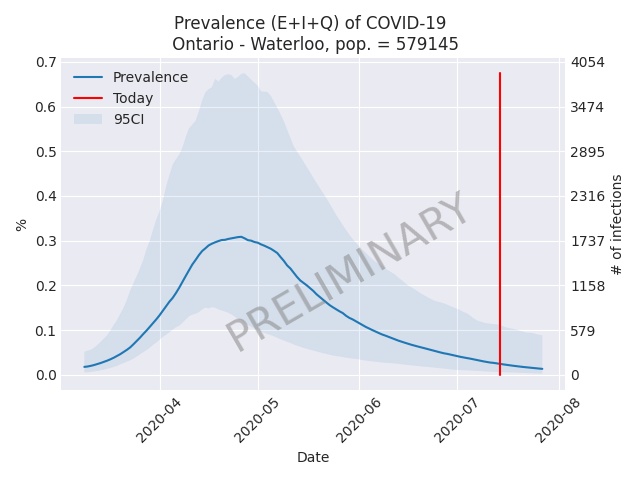 Prevalence (E+I+Q) of COVID-19
Ontario - Waterloo, pop. = 579145
Prevalence
Today
95CI
0.7
0.6
0.5
0.4
0.3
0.2
0.1
0.0
%
4054
3474
2895
2316
1737
1158
579
0
# of infections
PRELIMINARY
2020-04
2020-05
2020-06
2020-07
2020-08
Date